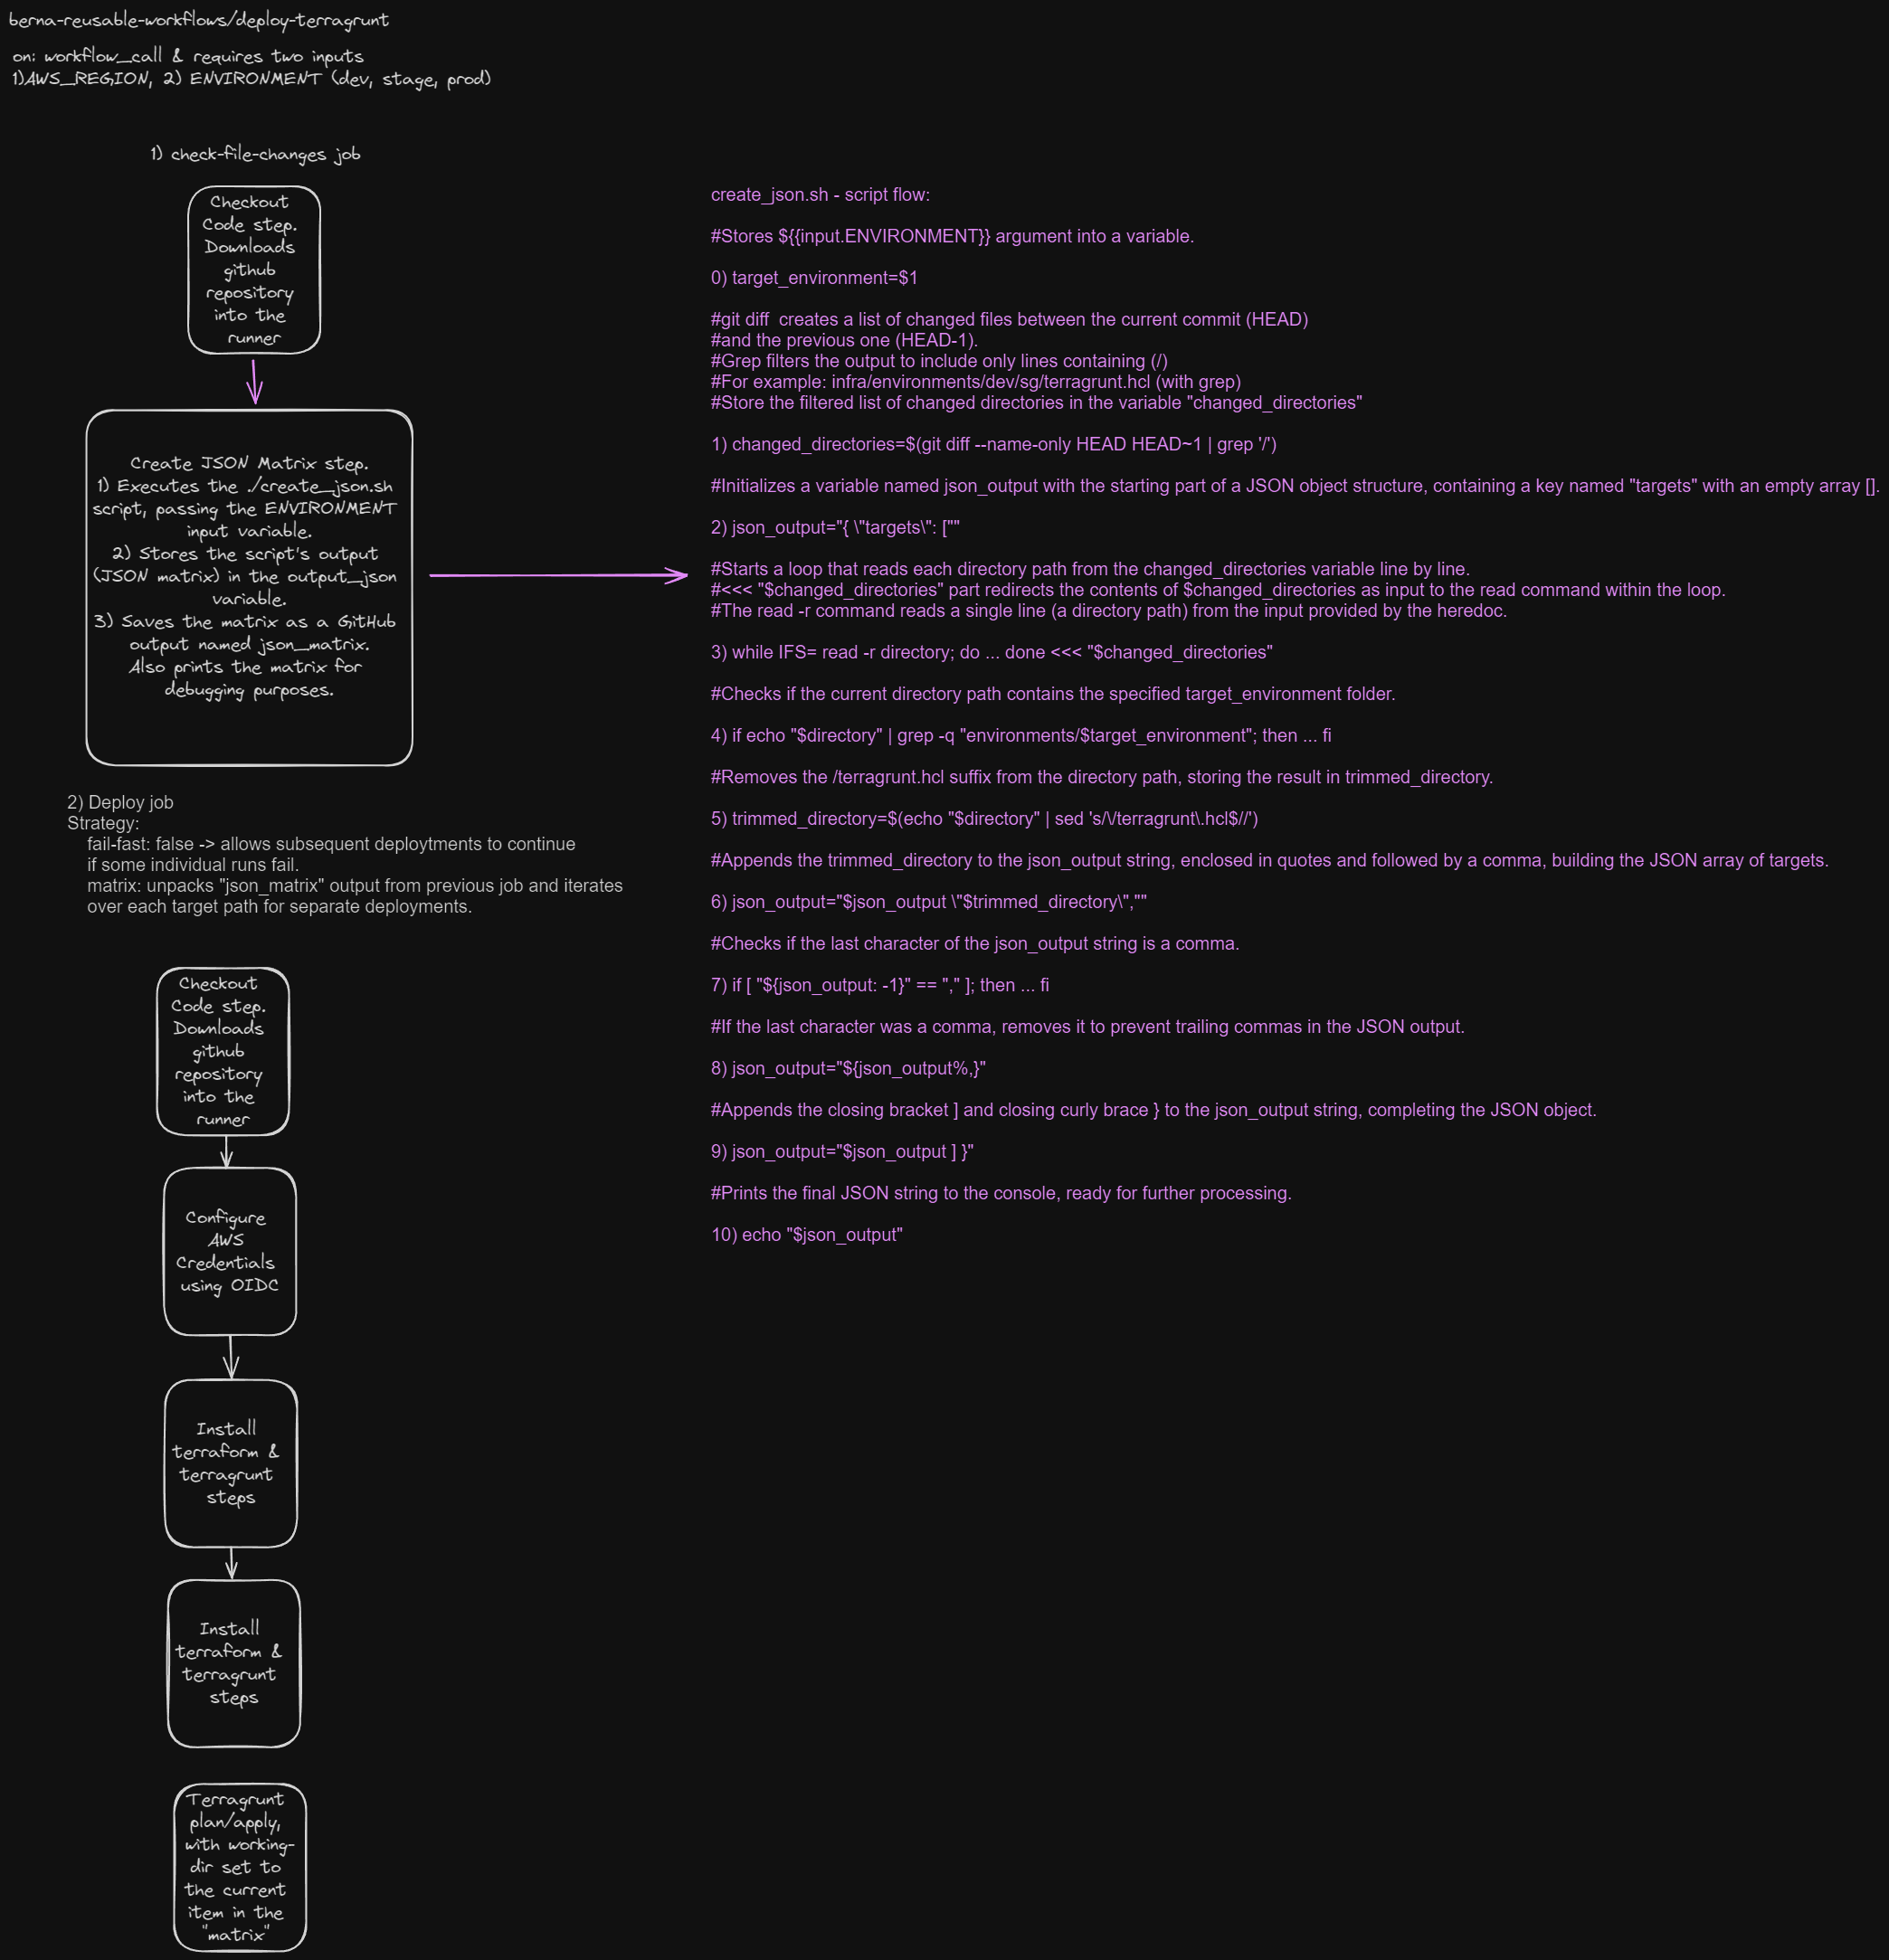 berna-reusable-workflows/deploy-terragrunt
on: workflow_call & requires two inputs
1)AWS_REGION, 2) ENVIRONMENT (dev, stage, prod)
1) check-file-changes job
Checkout
Code step.
Downloads
github
repository
into the
runner
Create JSON Matrix step.
1) Executes the ./create_json.sh
script, passing the ENVIRONMENT
input variable.
2) Stores the script's output
(JSON matrix) in the output_json
variable.
3) Saves the matrix as a GitHub
output named json_matrix.
Also prints the matrix for
debugging purposes.
create_json.sh - script flow:
#Stores ${{input.ENVIRONMENT}} argument into a variable.
0) target_environment=$1
#git diff  creates a list of changed files between the current commit (HEAD)
#and the previous one (HEAD-1).
#Grep filters the output to include only lines containing (/)
#For example: infra/environments/dev/sg/terragrunt.hcl (with grep)
#Store the filtered list of changed directories in the variable "changed_directories"
1) changed_directories=$(git diff --name-only HEAD HEAD~1 | grep '/')
#Initializes a variable named json_output with the starting part of a JSON object structure, containing a key named "targets" with an empty array [].
2) json_output="{ \"targets\": [""
#Starts a loop that reads each directory path from the changed_directories variable line by line.
#<<< "$changed_directories" part redirects the contents of $changed_directories as input to the read command within the loop.
#The read -r command reads a single line (a directory path) from the input provided by the heredoc.
3) while IFS= read -r directory; do ... done <<< "$changed_directories"
#Checks if the current directory path contains the specified target_environment folder.
4) if echo "$directory" | grep -q "environments/$target_environment"; then ... fi
#Removes the /terragrunt.hcl suffix from the directory path, storing the result in trimmed_directory.
5) trimmed_directory=$(echo "$directory" | sed 's/\/terragrunt\.hcl$//')
#Appends the trimmed_directory to the json_output string, enclosed in quotes and followed by a comma, building the JSON array of targets.
6) json_output="$json_output \"$trimmed_directory\",""
#Checks if the last character of the json_output string is a comma.
7) if [ "${json_output: -1}" == "," ]; then ... fi
#If the last character was a comma, removes it to prevent trailing commas in the JSON output.
8) json_output="${json_output%,}"
#Appends the closing bracket ] and closing curly brace } to the json_output string, completing the JSON object.
9) json_output="$json_output ] }"
#Prints the final JSON string to the console, ready for further processing.
10) echo "$json_output"
2) Deploy job
Strategy:
fail-fast: false -> allows subsequent deploytments to continue
if some individual runs fail.
matrix: unpacks "json_matrix" output from previous job and iterates
over each target path for separate deployments.
Checkout
Code step.
Downloads
github
repository
into the
runner
Configure
AWS
Credentials
using OIDC
Install
terraform &
terragrunt
steps
Install
terraform &
terragrunt
steps
Terragrunt
plan/apply,
with working-
dir set to
the current
item in the
"matrix"